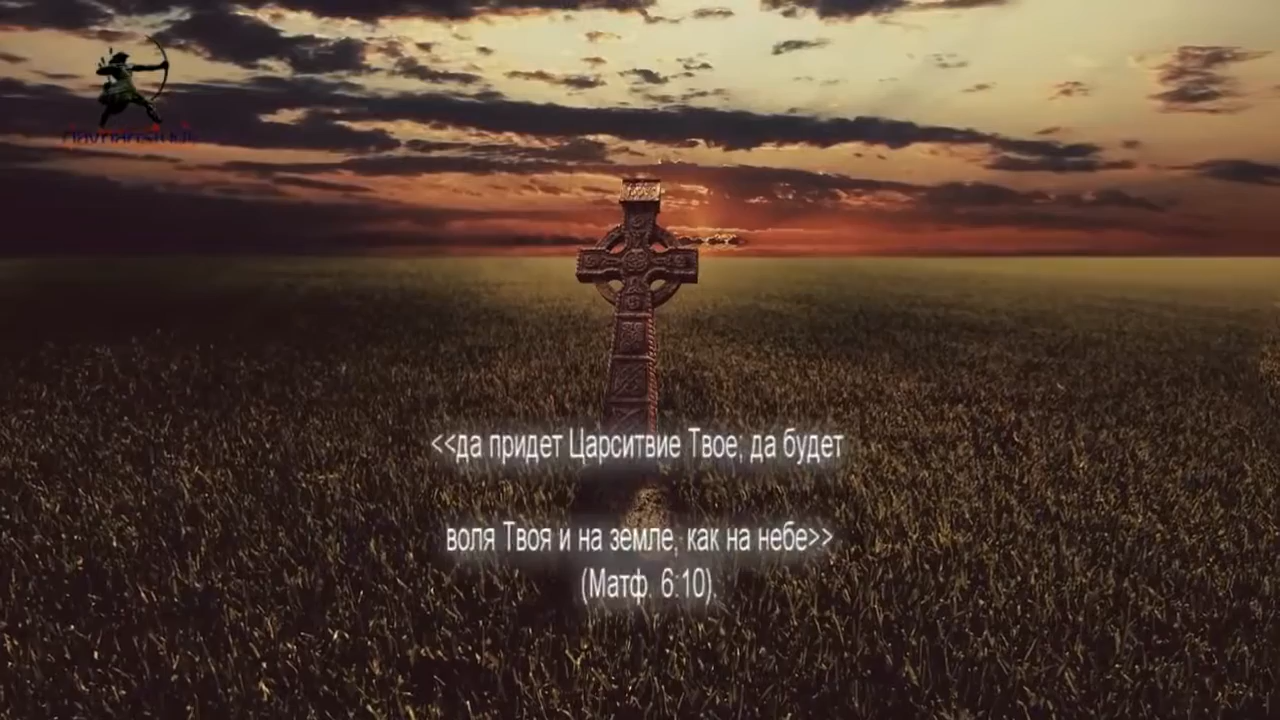 <<да придет Царситвие Твое, да будет
воля Твоя и на земле, как на небе>>
(Матф. 6:10).